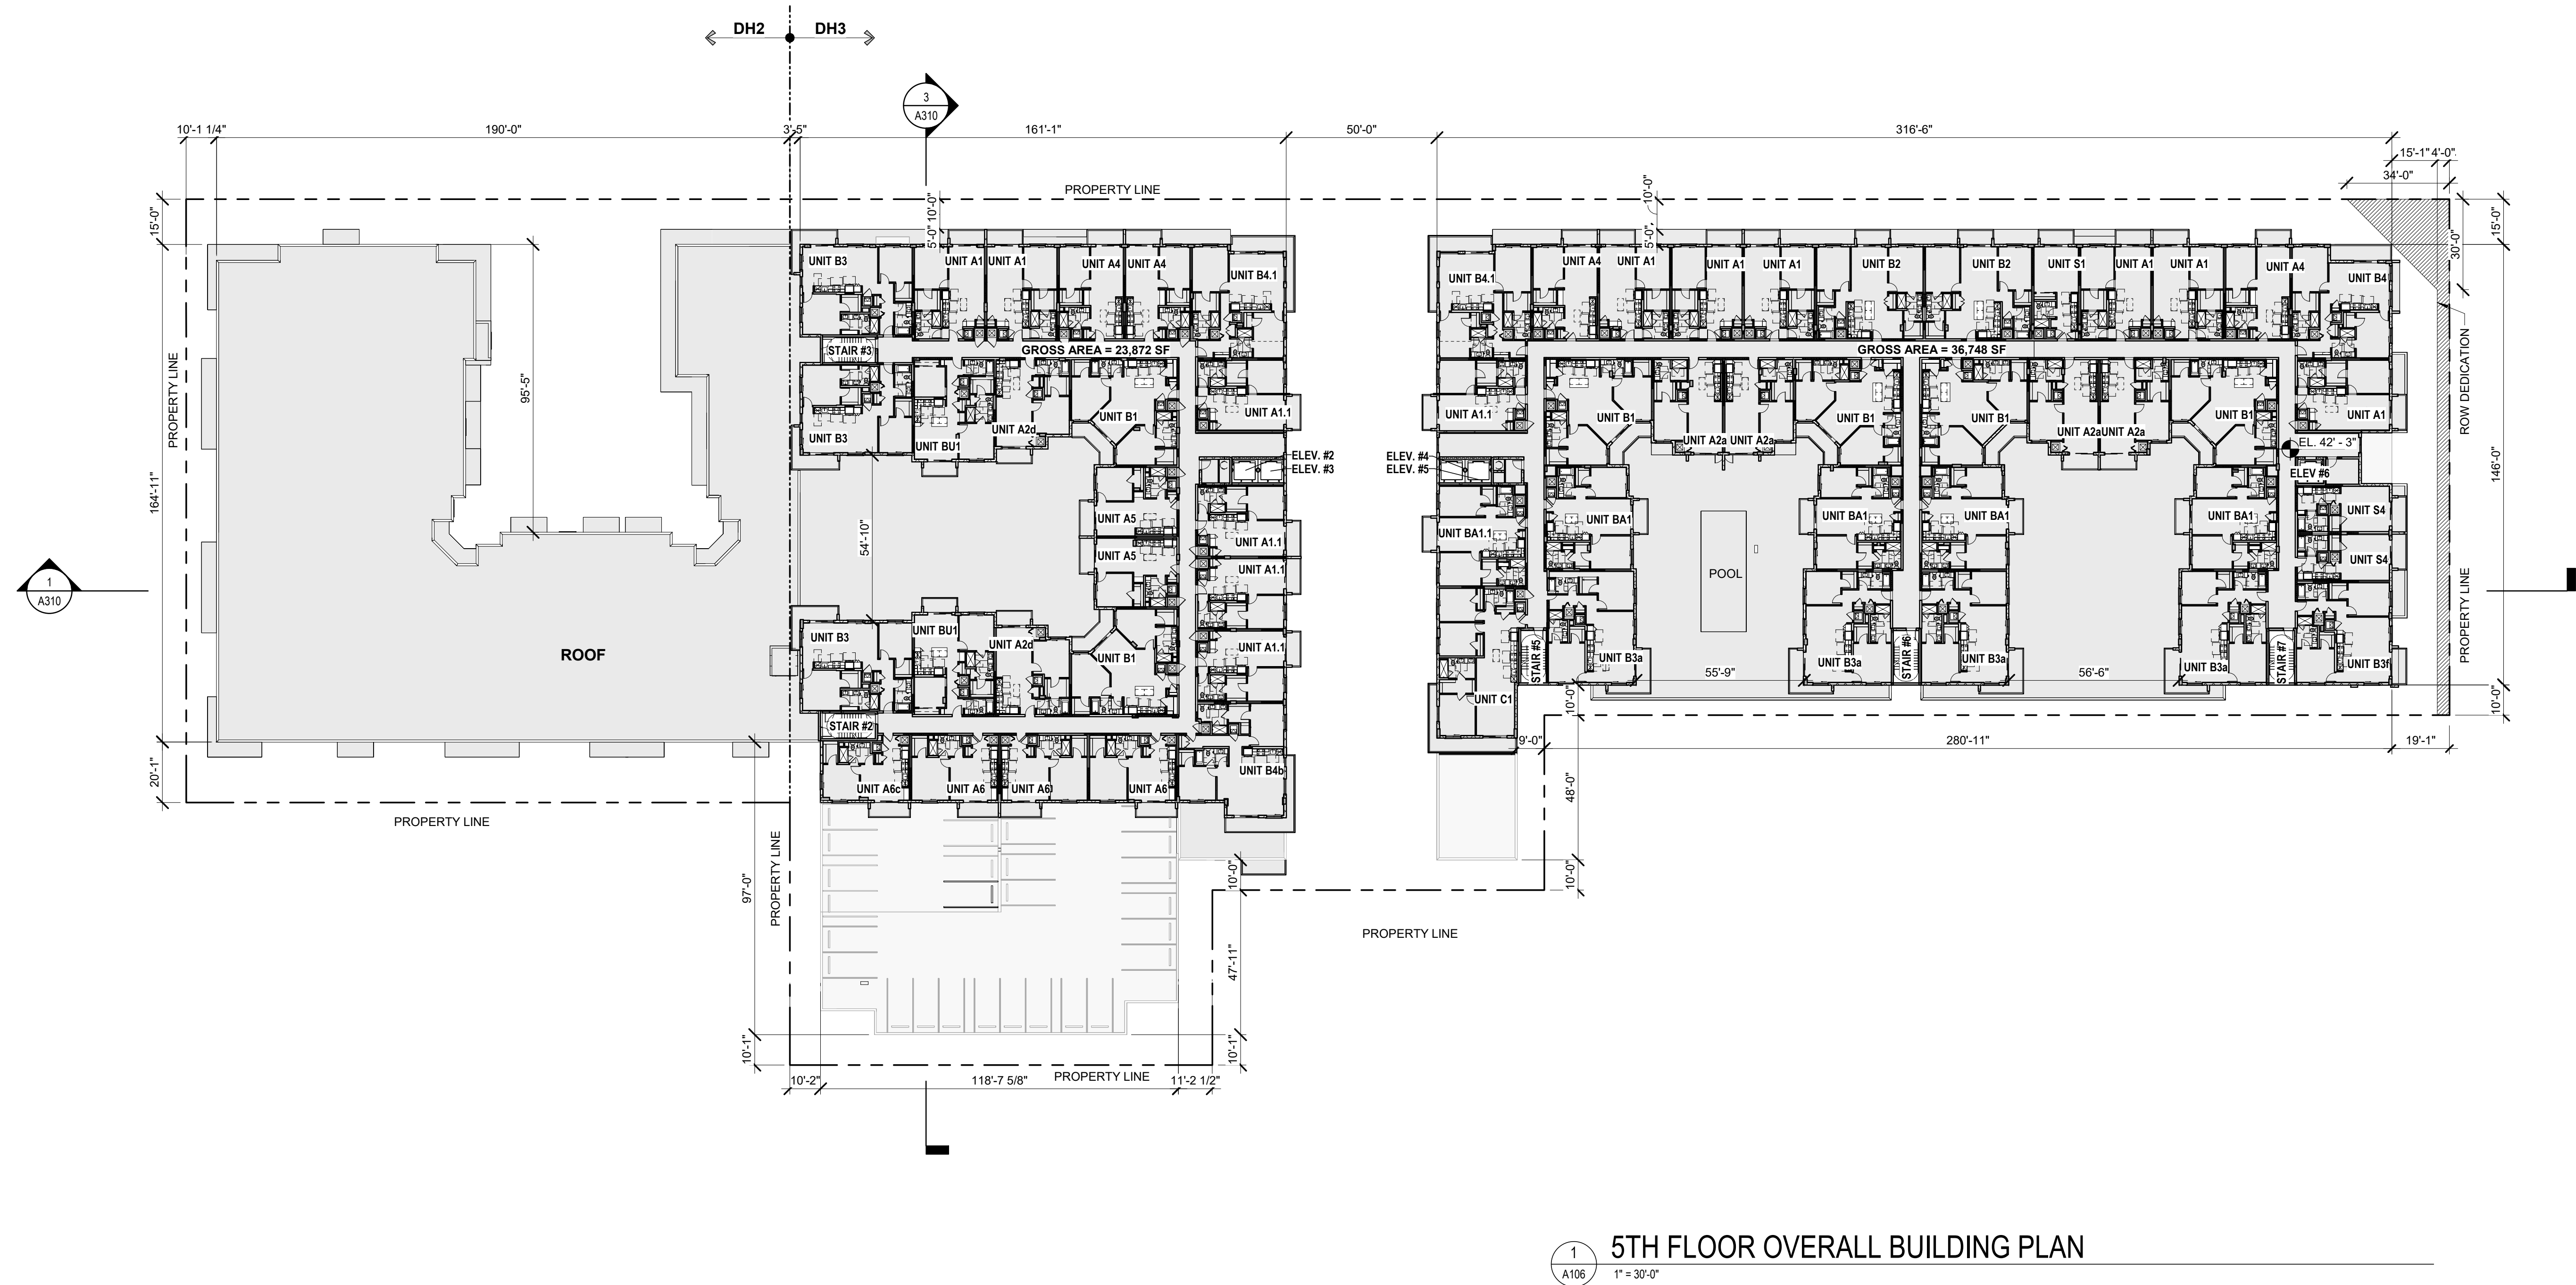 DH2 DH3
3
A310
10'-1 1/4" 190'-0" 3'-5" 161'-1" 50'-0" 316'-6"
15'-1" 4'-0"
34'-0"
PROPERTY LINE
15'-0"
5'-0" 10'-0"
10'-0"
5'-0"
30'-0"
15'-0"
UNIT B3 UNIT A1 UNIT A1 UNIT A4 UNIT A4 UNIT B4.1
UNIT B4.1 UNIT A4 UNIT A1 UNIT A1 UNIT A1 UNIT B2 UNIT B2 UNIT S1 UNIT A1 UNIT A1 UNIT A4 UNIT B4
STAIR #3 GROSS AREA = 23,872 SF
GROSS AREA = 36,748 SF
PROPERTY LINE
95'-5"
ROW DEDICATION
UNIT B3 UNIT BU1 UNIT A2d UNIT B1 UNIT A1.1
UNIT A1.1 UNIT B1 UNIT A2a UNIT A2a UNIT B1 UNIT B1 UNIT A2a UNIT A2a UNIT B1 UNIT A1
EL. 42' - 3"
ELEV. #2
ELEV. #3
ELEV. #4
ELEV. #5
ELEV #6
164'-11"
146'-0"
54'-10"
UNIT A5
UNIT A5
UNIT A1.1
UNIT A1.1
UNIT BA1.1 UNIT BA1 UNIT BA1 UNIT BA1 UNIT BA1 UNIT S4
UNIT S4
POOL
1
A310
PROPERTY LINE
ROOF
UNIT B3 UNIT BU1 UNIT A2d UNIT B1 UNIT A1.1
STAIR #5 UNIT B3a UNIT B3a STAIR #6 UNIT B3a UNIT B3a STAIR #7 UNIT B3f
55'-9" 56'-6"
UNIT C1
10'-0"
10'-0"
STAIR #2
9'-0" 280'-11" 19'-1"
20'-1"
UNIT A6c UNIT A6 UNIT A6 UNIT A6 UNIT B4b
48'-0"
PROPERTY LINE
PROPERTY LINE
97'-0"
10'-0"
10'-0"
PROPERTY LINE
47'-11"
10'-1"
10'-1"
10'-2" 118'-7 5/8" PROPERTY LINE 11'-2 1/2"
1
A106
5TH FLOOR OVERALL BUILDING PLAN
1" = 30'-0"